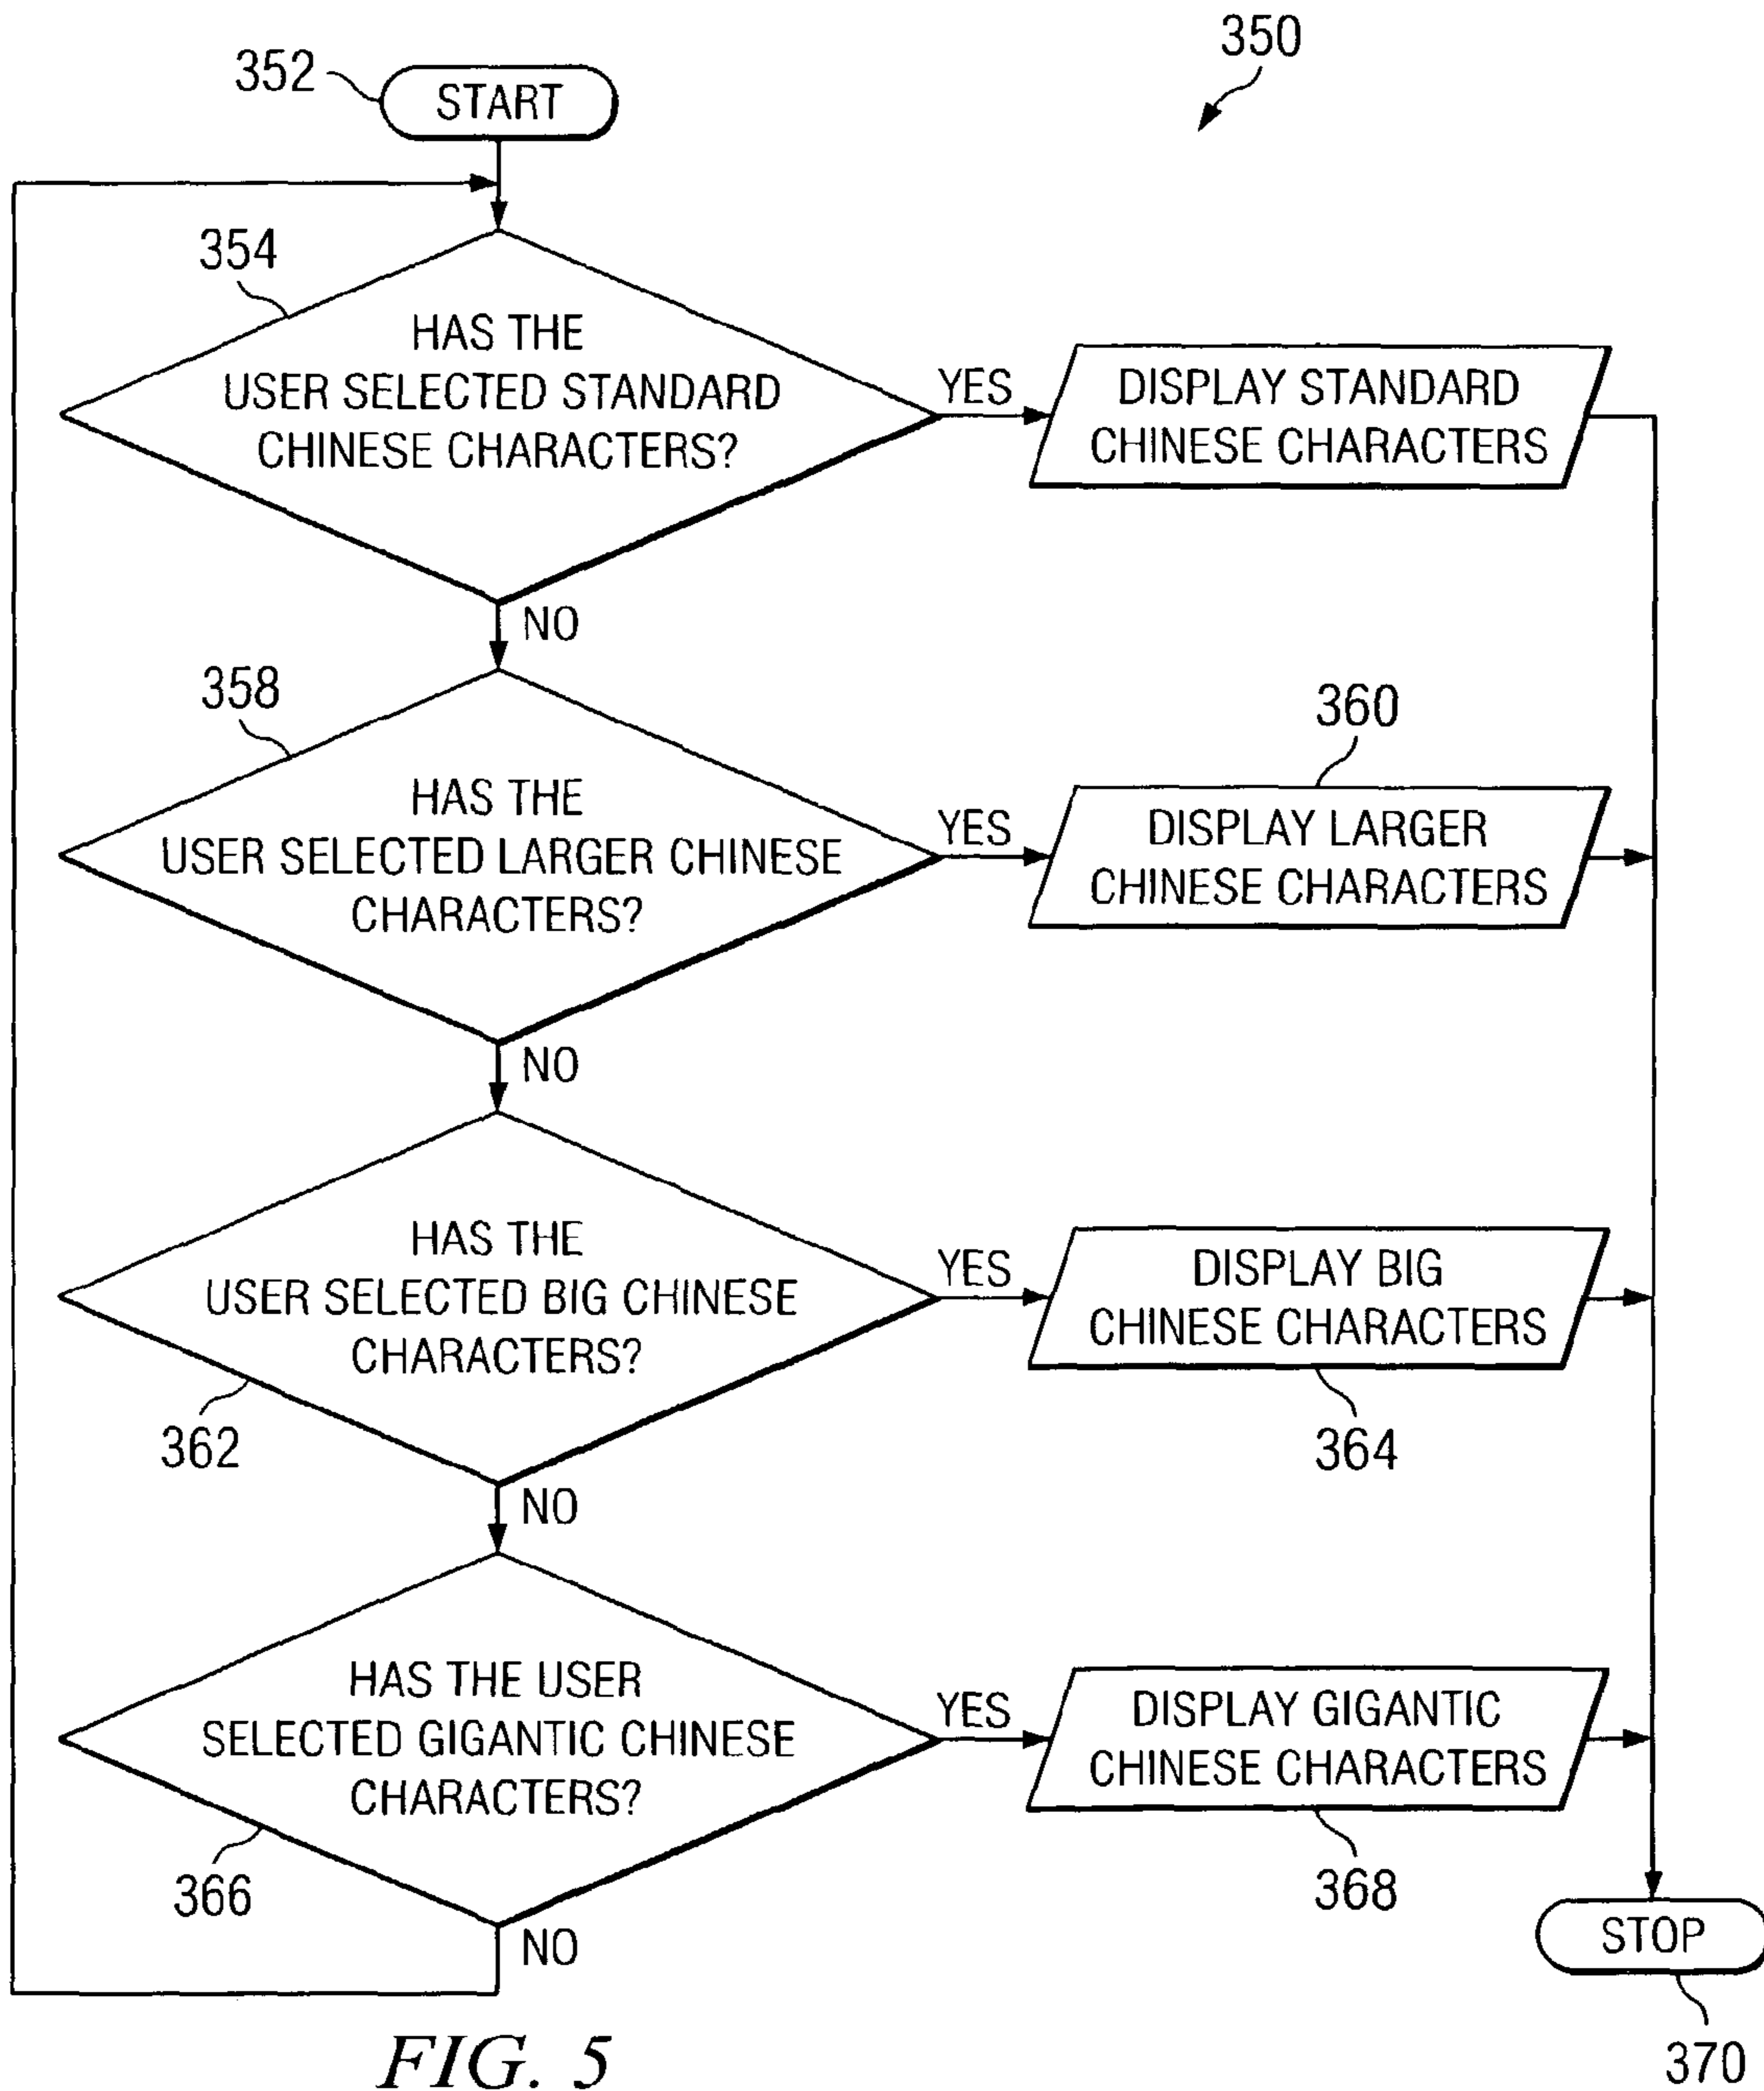 350
352
START
354
HAS THE
USER SELECTED STANDARD
CHINESE CHARACTERS?
YES
DISPLAY STANDARD
CHINESE CHARACTERS
NO
358
HAS THE
USER SELECTED LARGER CHINESE
CHARACTERS?
YES
360
DISPLAY LARGER
CHINESE CHARACTERS
NO
HAS THE
USER SELECTED BIG CHINESE
CHARACTERS?
362
YES
DISPLAY BIG
CHINESE CHARACTERS
364
NO
HAS THE USER
SELECTED GIGANTIC CHINESE
CHARACTERS?
366
YES
DISPLAY GIGANTIC
CHINESE CHARACTERS
368
NO
STOP
370
FIG. 5